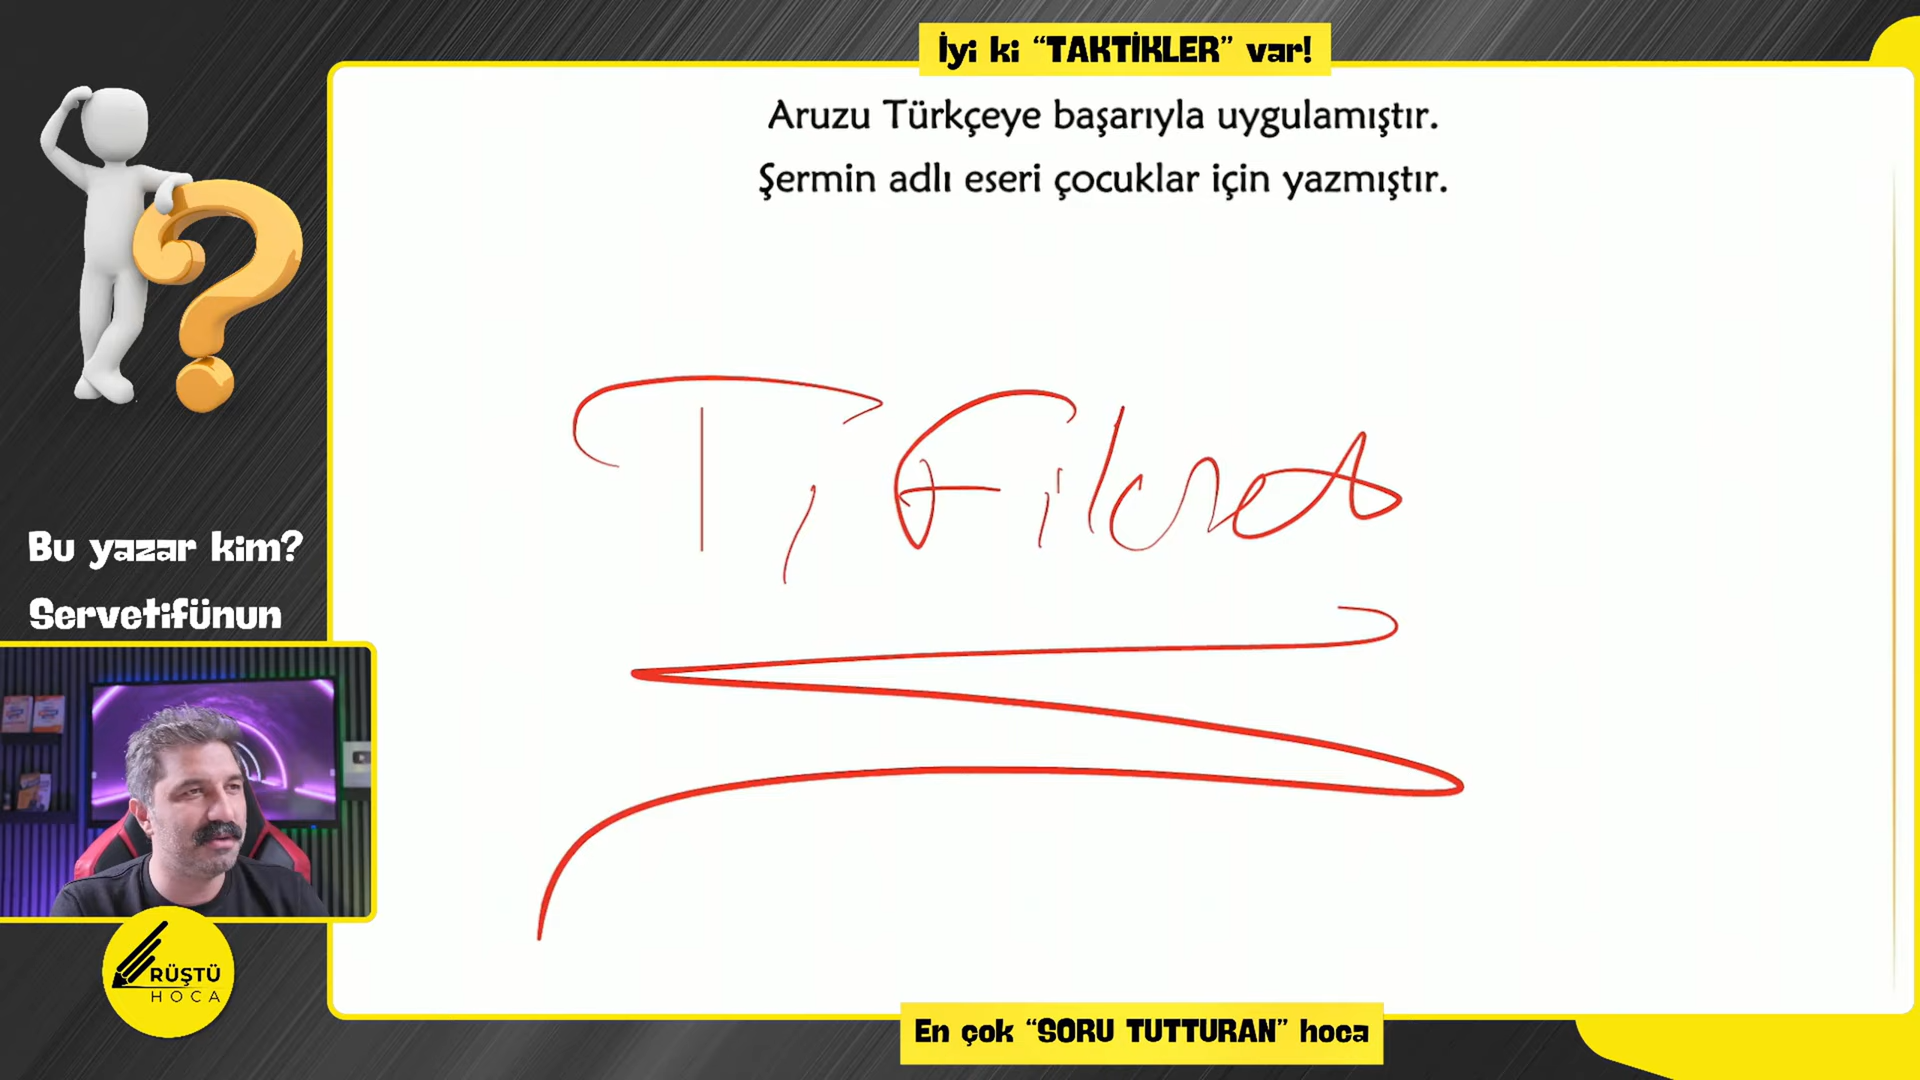 İyi ki “TAKTİKLER” var!
Aruzu Türkçeye başarıyla uygulamıştır.
Şermin adlı eseri çocuklar için yazmıştır.
T, Fikret
Bu yazar kim?
Servetifünun
RÜŞTÜ
HOCA
En çok “SORU TUTTURAN” hoca